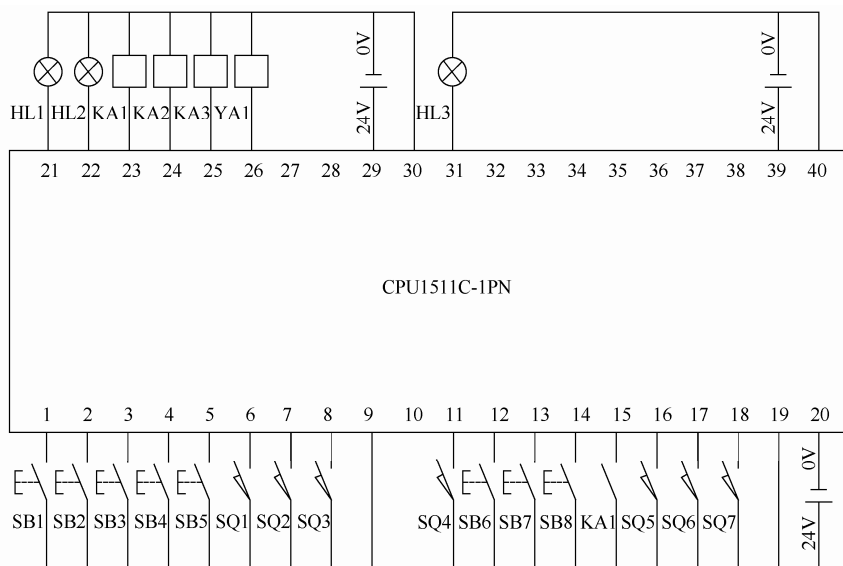 0V
0V
HL1 HL2 KA1 KA2 KA3 YA1
24V
HL3
24V
21 22 23 24 25 26 27 28 29 30 31 32 33 34 35 36 37 38 39 40
CPU1511C-1PN
1 2 3 4 5 6 7 8 9 10 11 12 13 14 15 16 17 18 19 20
0V
SB1 SB2 SB3 SB4 SB5 SQ1 SQ2 SQ3 SQ4 SB6 SB7 SB8 KA1 SQ5 SQ6 SQ7
24V